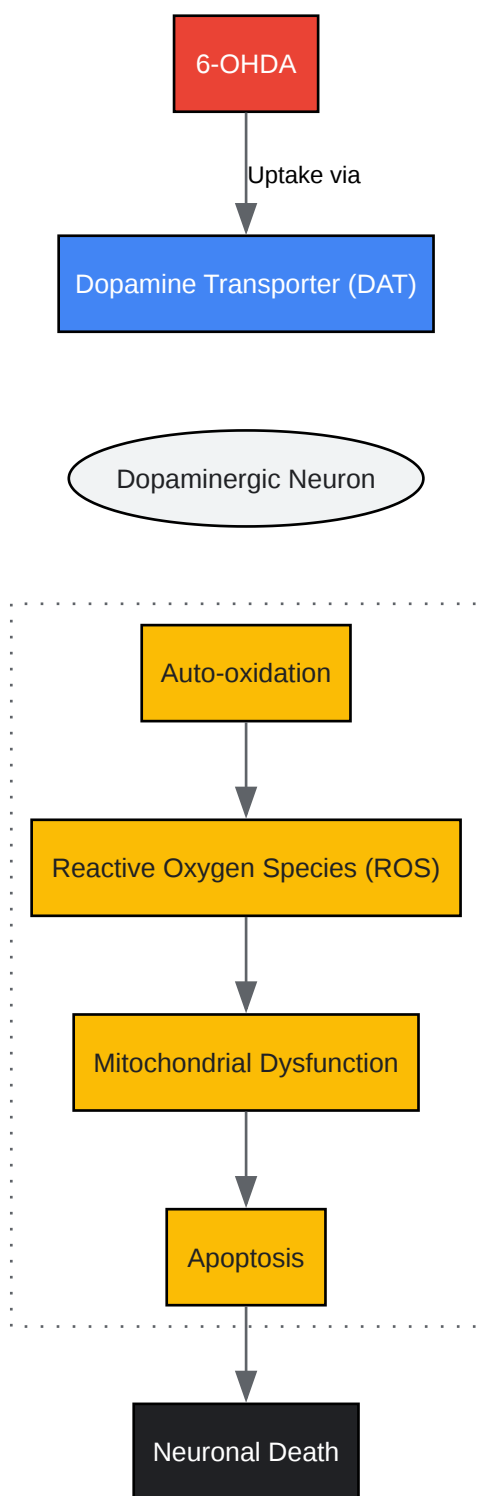 6-OHDA
Uptake via
Dopamine Transporter (DAT)
Dopaminergic Neuron
Auto-oxidation
Reactive Oxygen Species (ROS)
Mitochondrial Dysfunction
Apoptosis
Neuronal Death